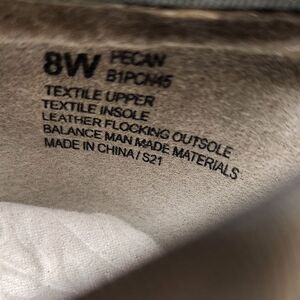 8W PECAN
B1PCN45
TEXTILE UPPER
TEXTILE INSOLE
LEATHER FLOCKING OUTSOLE
BALANCE MAN MADE MATERIALS
MADE IN CHINA / S21